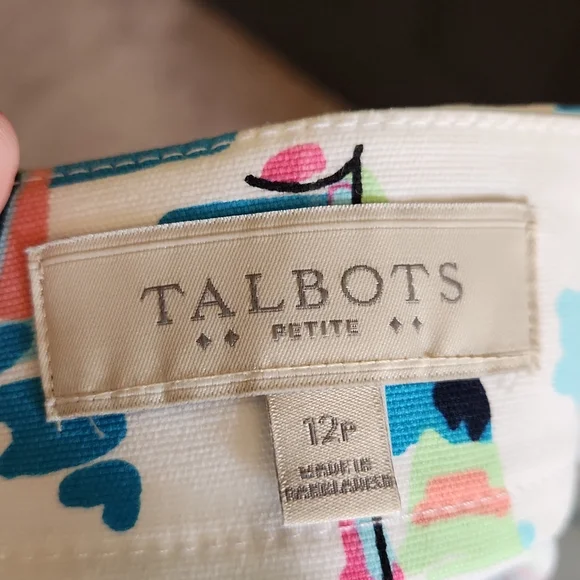 TALBOTS
PETITE
12P
MADE IN
BANGLADESH